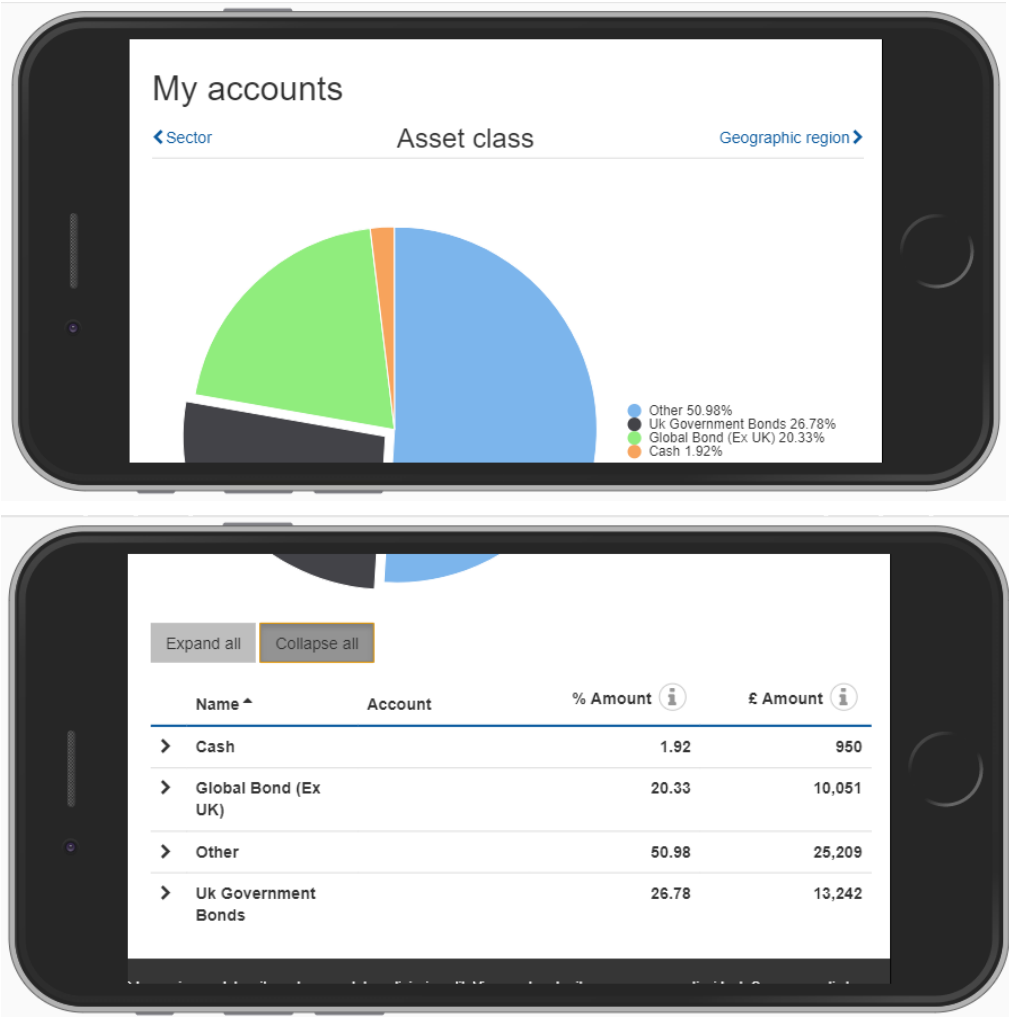 My accounts
Sector
Asset class
Geographic region
Other 50.98%
Uk Government Bonds 26.78%
Global Bond (Ex UK) 20.33%
Cash 1.92%
Expand all
Collapse all
Name
Account
% Amount i
£ Amount i
Cash 1.92 950
Global Bond (Ex
UK) 20.33 10,051
Other 50.98 25,209
Uk Government
Bonds 26.78 13,242